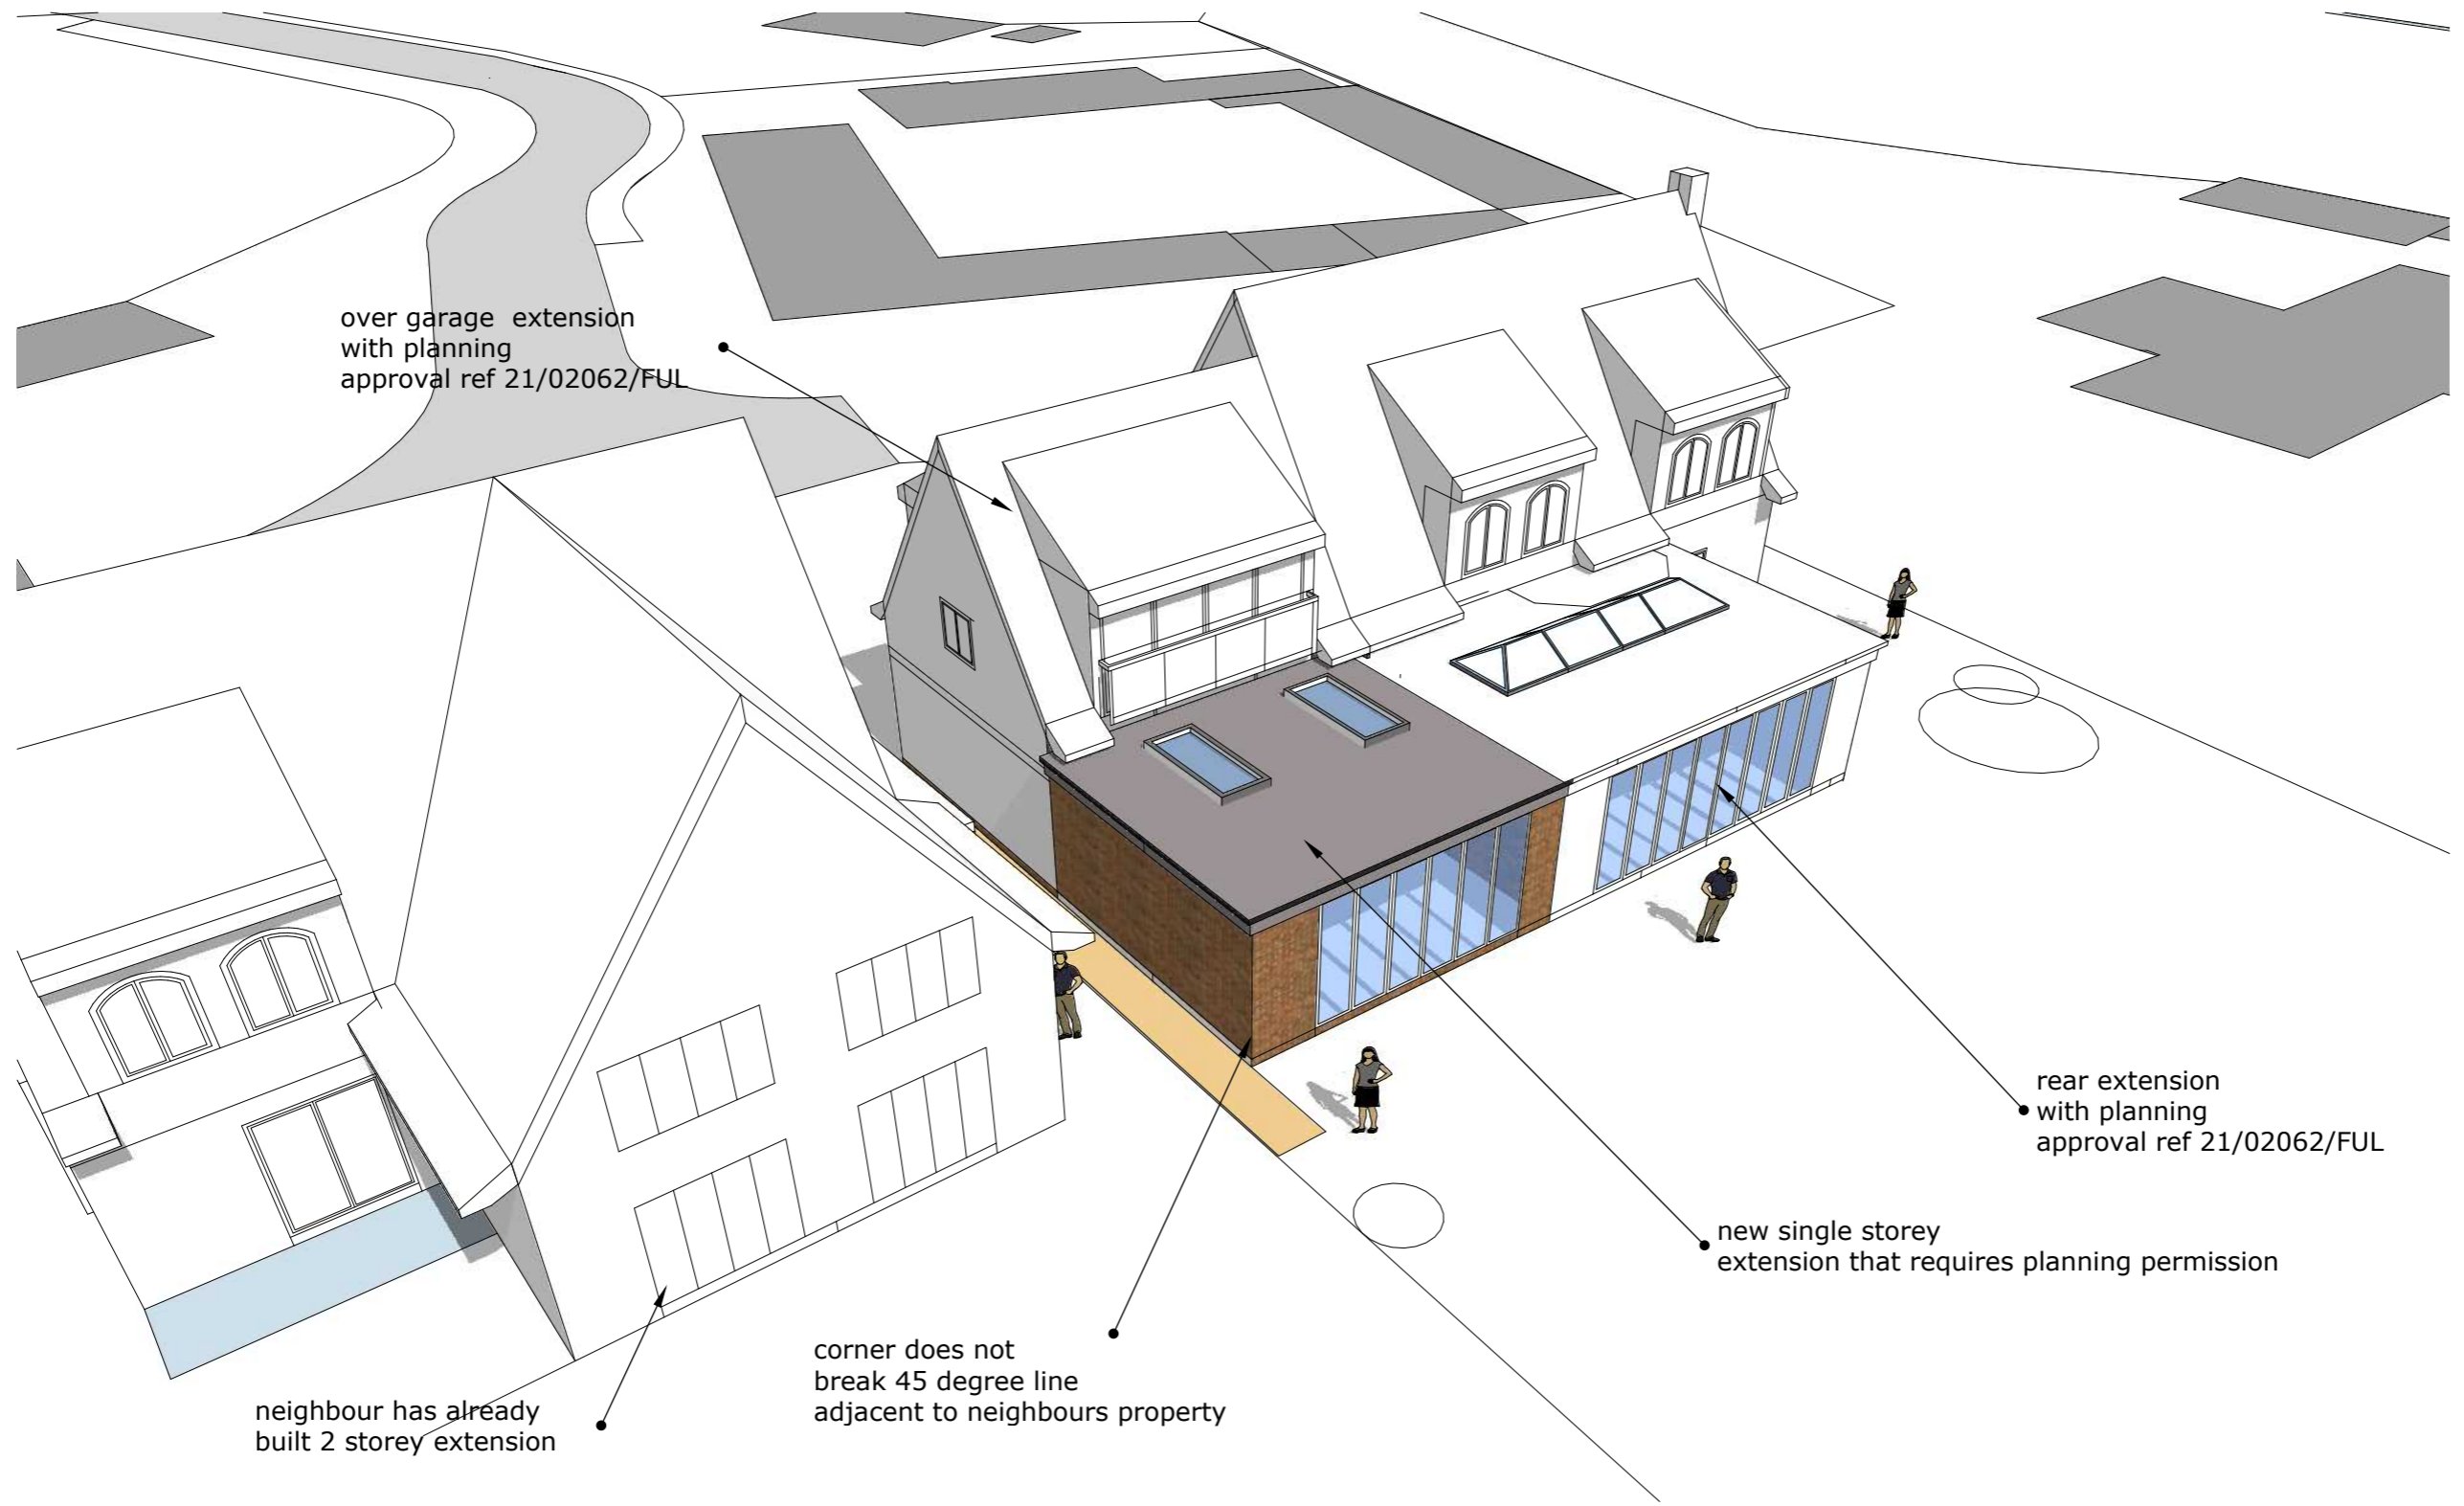 over garage  extension
with planning
approval ref 21/02062/FUL
rear extension
with planning
approval ref 21/02062/FUL
new single storey
extension that requires planning permission
corner does not
break 45 degree line
adjacent to neighbours property
neighbour has already
built 2 storey extension